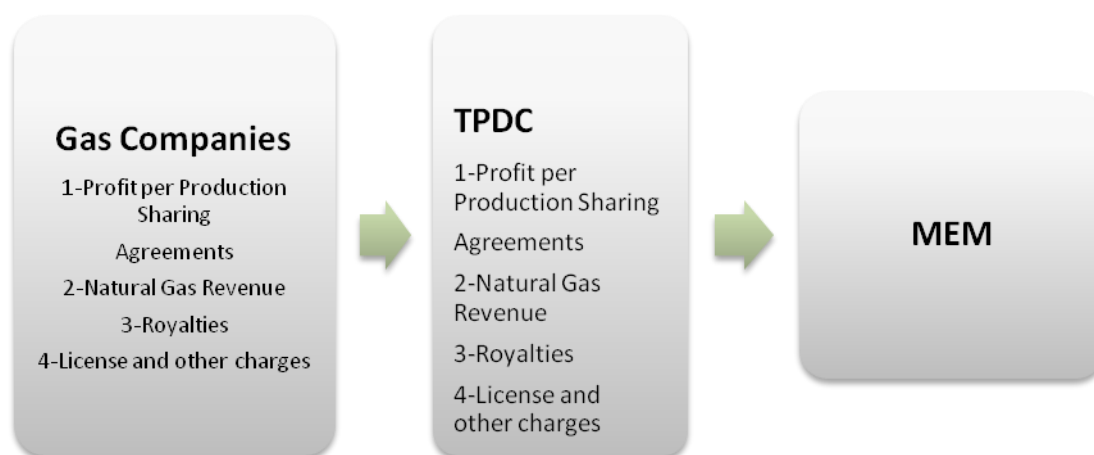 Gas Companies
1-Profit per Production
Sharing
Agreements
2-Natural Gas Revenue
3-Royalties
4-License and other charges
TPDC
1-Profit per
Production Sharing
Agreements
2-Natural Gas
Revenue
3-Royalties
4-License and
other charges
MEM